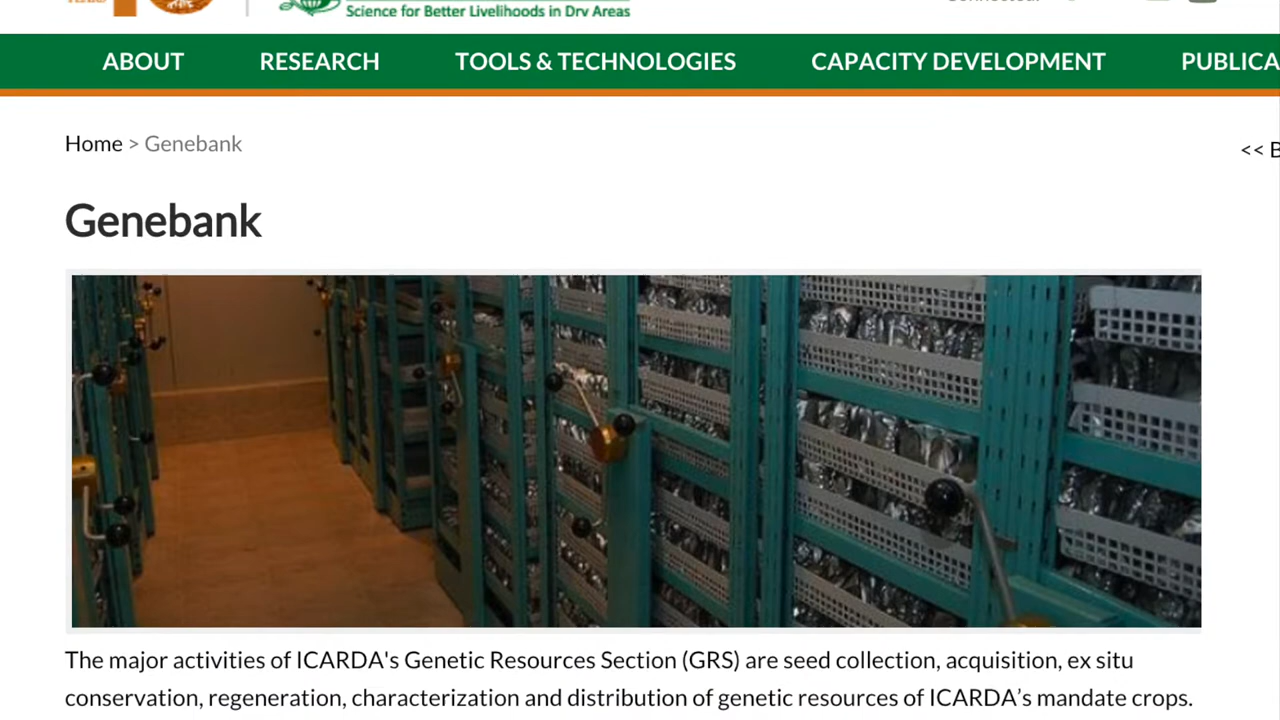 Science for Better Livelihoods in Dry Areas
ABOUT RESEARCH TOOLS & TECHNOLOGIES CAPACITY DEVELOPMENT PUBLICA
Home > Genebank
<< B
Genebank
The major activities of ICARDA's Genetic Resources Section (GRS) are seed collection, acquisition, ex situ
conservation, regeneration, characterization and distribution of genetic resources of ICARDA’s mandate crops.